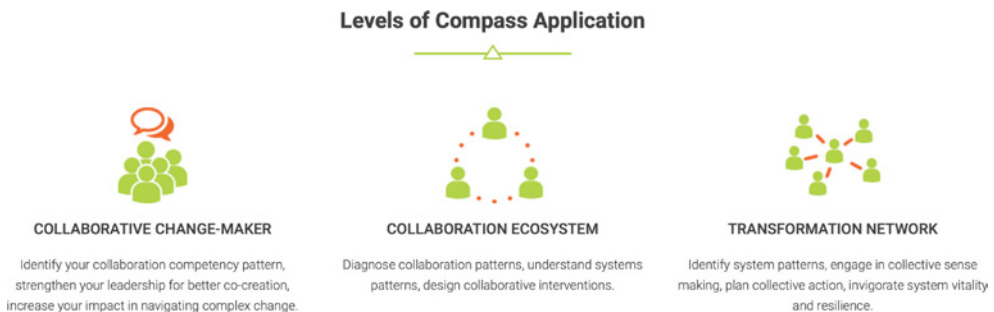 Levels of Compass Application
COLLABORATIVE CHANGE-MAKER
Identify your collaboration competency pattern,
strengthen your leadership for better co-creation,
increase your impact in navigating complex change.
COLLABORATION ECOSYSTEM
Diagnose collaboration patterns, understand systems
patterns, design collaborative interventions.
TRANSFORMATION NETWORK
Identify system patterns, engage in collective sense
making, plan collective action, invigorate system vitality
and resilience.